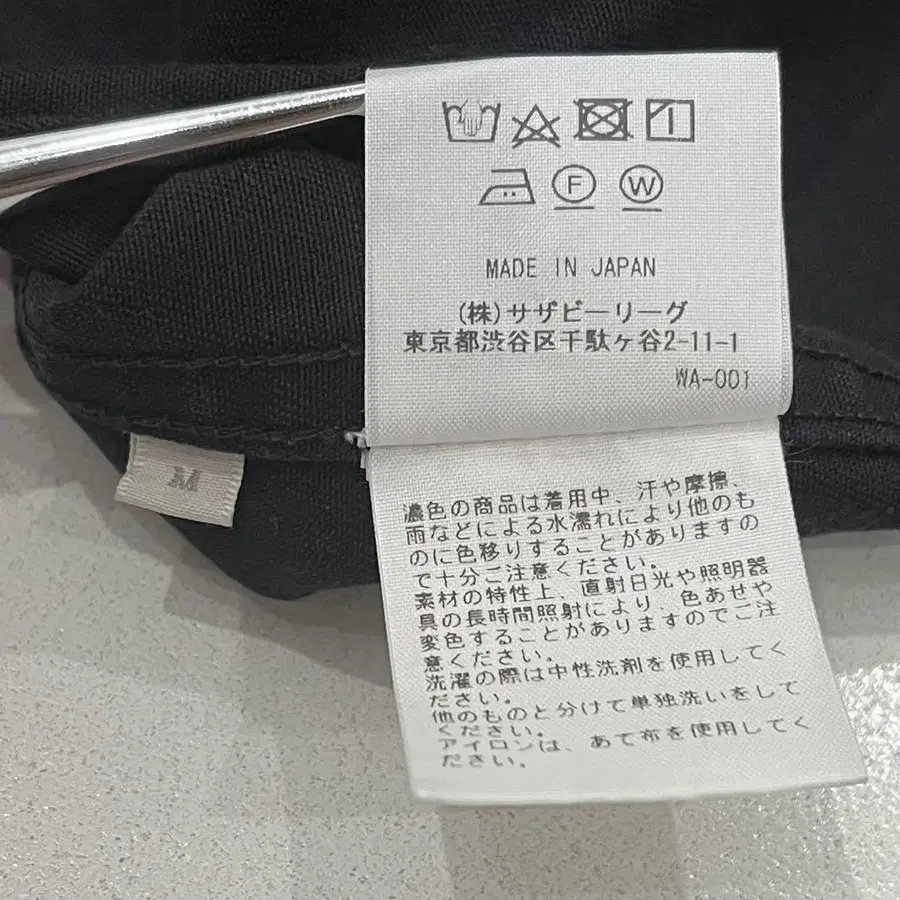 MADE IN JAPAN
(株)サザビーリーグ
東京都渋谷区千駄ヶ谷2-11-1
WA-001
M
濃色の商品は着用中、汗や摩擦、
雨などによる水濡れにより他のも
のに色移りすることがありますの
で十分ご注意ください。
素材の特性上、直射日光や照明器
具の長時間照射により、色あせや
変色することがありますのでご注
意ください。
洗濯の際は中性洗剤を使用してく
ださい。
他のものと分けて単独洗いをして
ください。
アイロンは、あて布を使用してく
ださい。